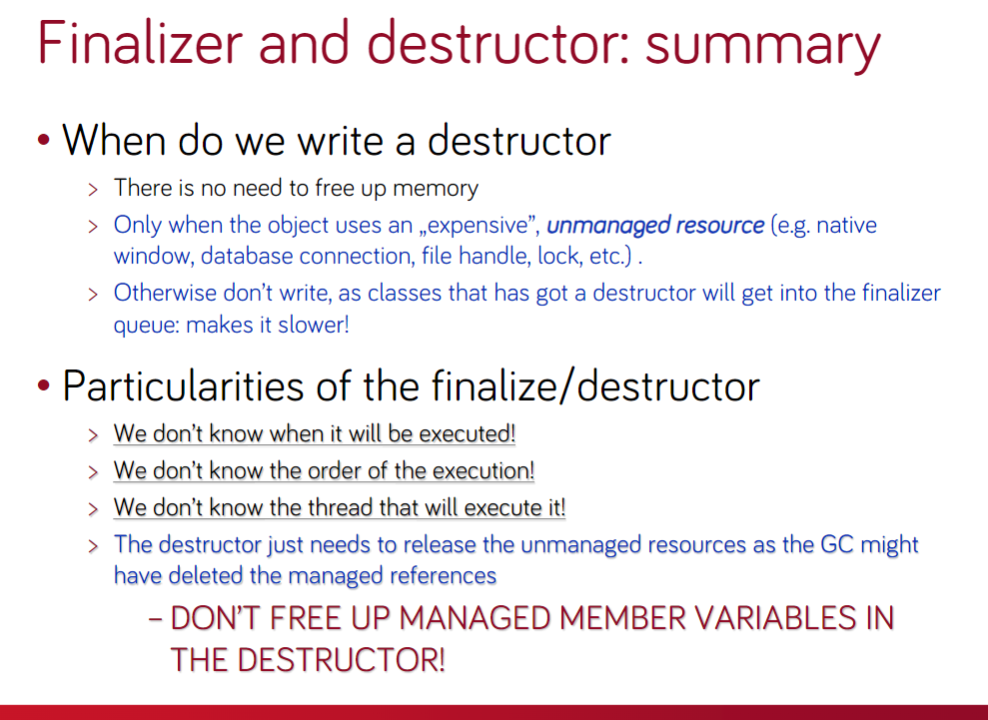 Finalizer and destructor: summary
• When do we write a destructor
> There is no need to free up memory
> Only when the object uses an „expensive”, unmanaged resource (e.g. native
window, database connection, file handle, lock, etc.) .
> Otherwise don't write, as classes that has got a destructor will get into the finalizer
queue: makes it slower!
• Particularities of the finalize/destructor
> We don't know when it will be executed!
> We don't know the order of the execution!
> We don't know the thread that will execute it!
> The destructor just needs to release the unmanaged resources as the GC might
have deleted the managed references
– DON'T FREE UP MANAGED MEMBER VARIABLES IN
THE DESTRUCTOR!